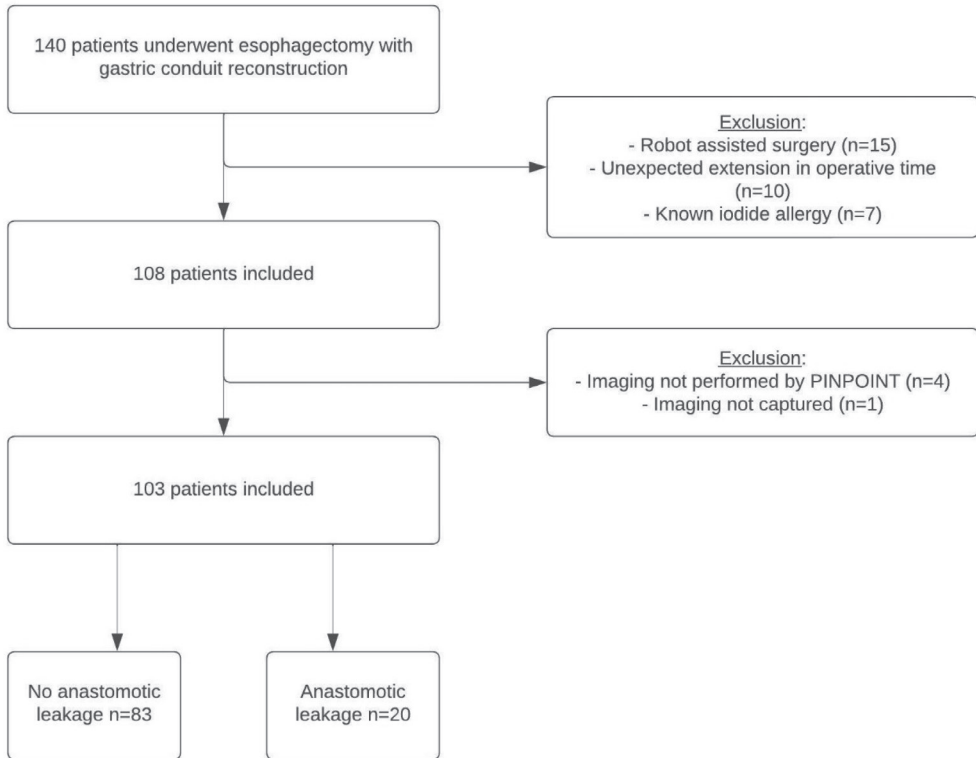 140 patients underwent esophagectomy with
gastric conduit reconstruction
Exclusion:
- Robot assisted surgery (n=15)
- Unexpected extension in operative time
(n=10)
- Known iodide allergy (n=7)
108 patients included
Exclusion:
- Imaging not performed by PINPOINT (n=4)
- Imaging not captured (n=1)
103 patients included
No anastomotic
leakage n=83
Anastomotic
leakage n=20